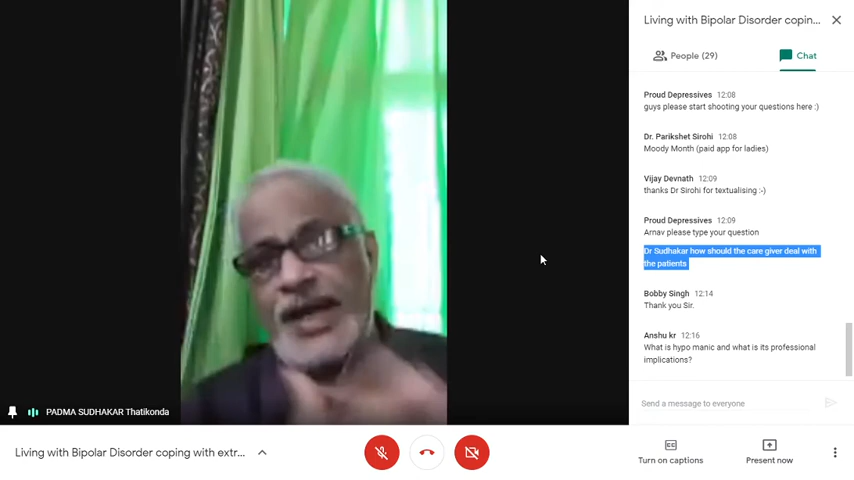 Living with Bipolar Disorder copin...
People (29)
Chat
Proud Depressives 12:08
guys please start shooting your questions here :)
Dr. Parikshet Sirohi 12:08
Moody Month (paid app for ladies)
Vijay Devnath 12:09
thanks Dr Sirohi for textualising :-)
Proud Depressives 12:09
Arnav please type your question
Dr Sudhakar how should the care giver deal with
the patients
Bobby Singh 12:14
Thank you Sir.
Anshu kr 12:16
What is hypo manic and what is its professional
implications?
Send a message to everyone
PADMA SUDHAKAR Thatikonda
Living with Bipolar Disorder coping with extr...
Turn on captions
Present now